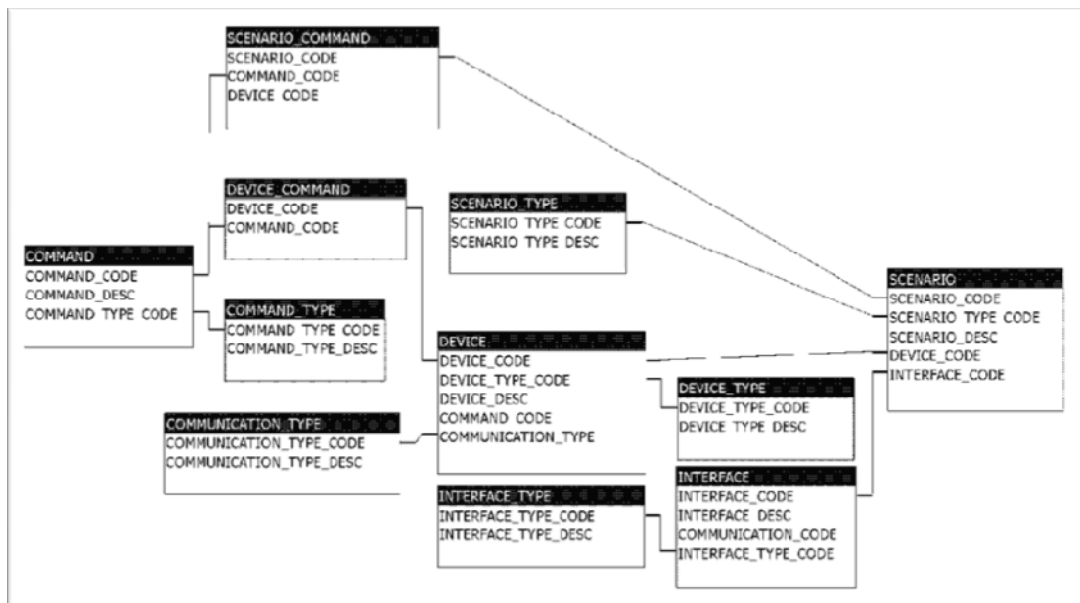 SCENARIO_COMMAND
SCENARIO_CODE
COMMAND_CODE
DEVICE CODE
DEVICE_COMMAND
DEVICE_CODE
COMMAND_CODE
SCENARIO_TYPE
SCENARIO TYPE CODE
SCENARIO TYPE DESC
COMMAND
COMMAND_CODE
COMMAND_DESC
COMMAND TYPE CODE
COMMAND_TYPE
COMMAND TYPE CODE
COMMAND_TYPE_DESC
SCENARIO
SCENARIO_CODE
SCENARIO TYPE CODE
SCENARIO_DESC
DEVICE_CODE
INTERFACE_CODE
DEVICE
DEVICE_CODE
DEVICE_TYPE_CODE
DEVICE_DESC
COMMAND CODE
COMMUNICATION_TYPE
DEVICE_TYPE
DEVICE_TYPE_CODE
DEVICE TYPE DESC
COMMUNICATION_TYPE
COMMUNICATION_TYPE_CODE
COMMUNICATION_TYPE_DESC
INTERFACE_TYPE
INTERFACE_TYPE_CODE
INTERFACE_TYPE_DESC
INTERFACE
INTERFACE_CODE
INTERFACE DESC
COMMUNICATION_CODE
INTERFACE_TYPE_CODE